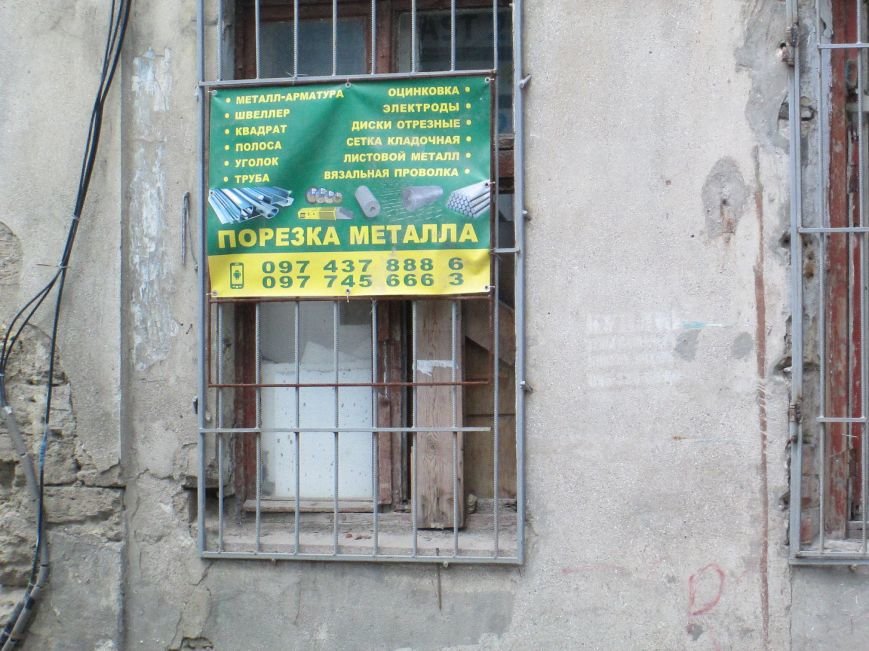 • МЕТАЛЛ-АРМАТУРА
• ШВЕЛЛЕР
• КВАДРАТ
• ПОЛОСА
• УГОЛОК
• ТРУБА
ОЦИНКОВКА •
ЭЛЕКТРОДЫ •
ДИСКИ ОТРЕЗНЫЕ •
СЕТКА КЛАДОЧНАЯ •
ЛИСТОВОЙ МЕТАЛЛ •
ВЯЗАЛЬНАЯ ПРОВОЛКА •
ПОРЕЗКА МЕТАЛЛА
097 437 888 6
097 745 666 3